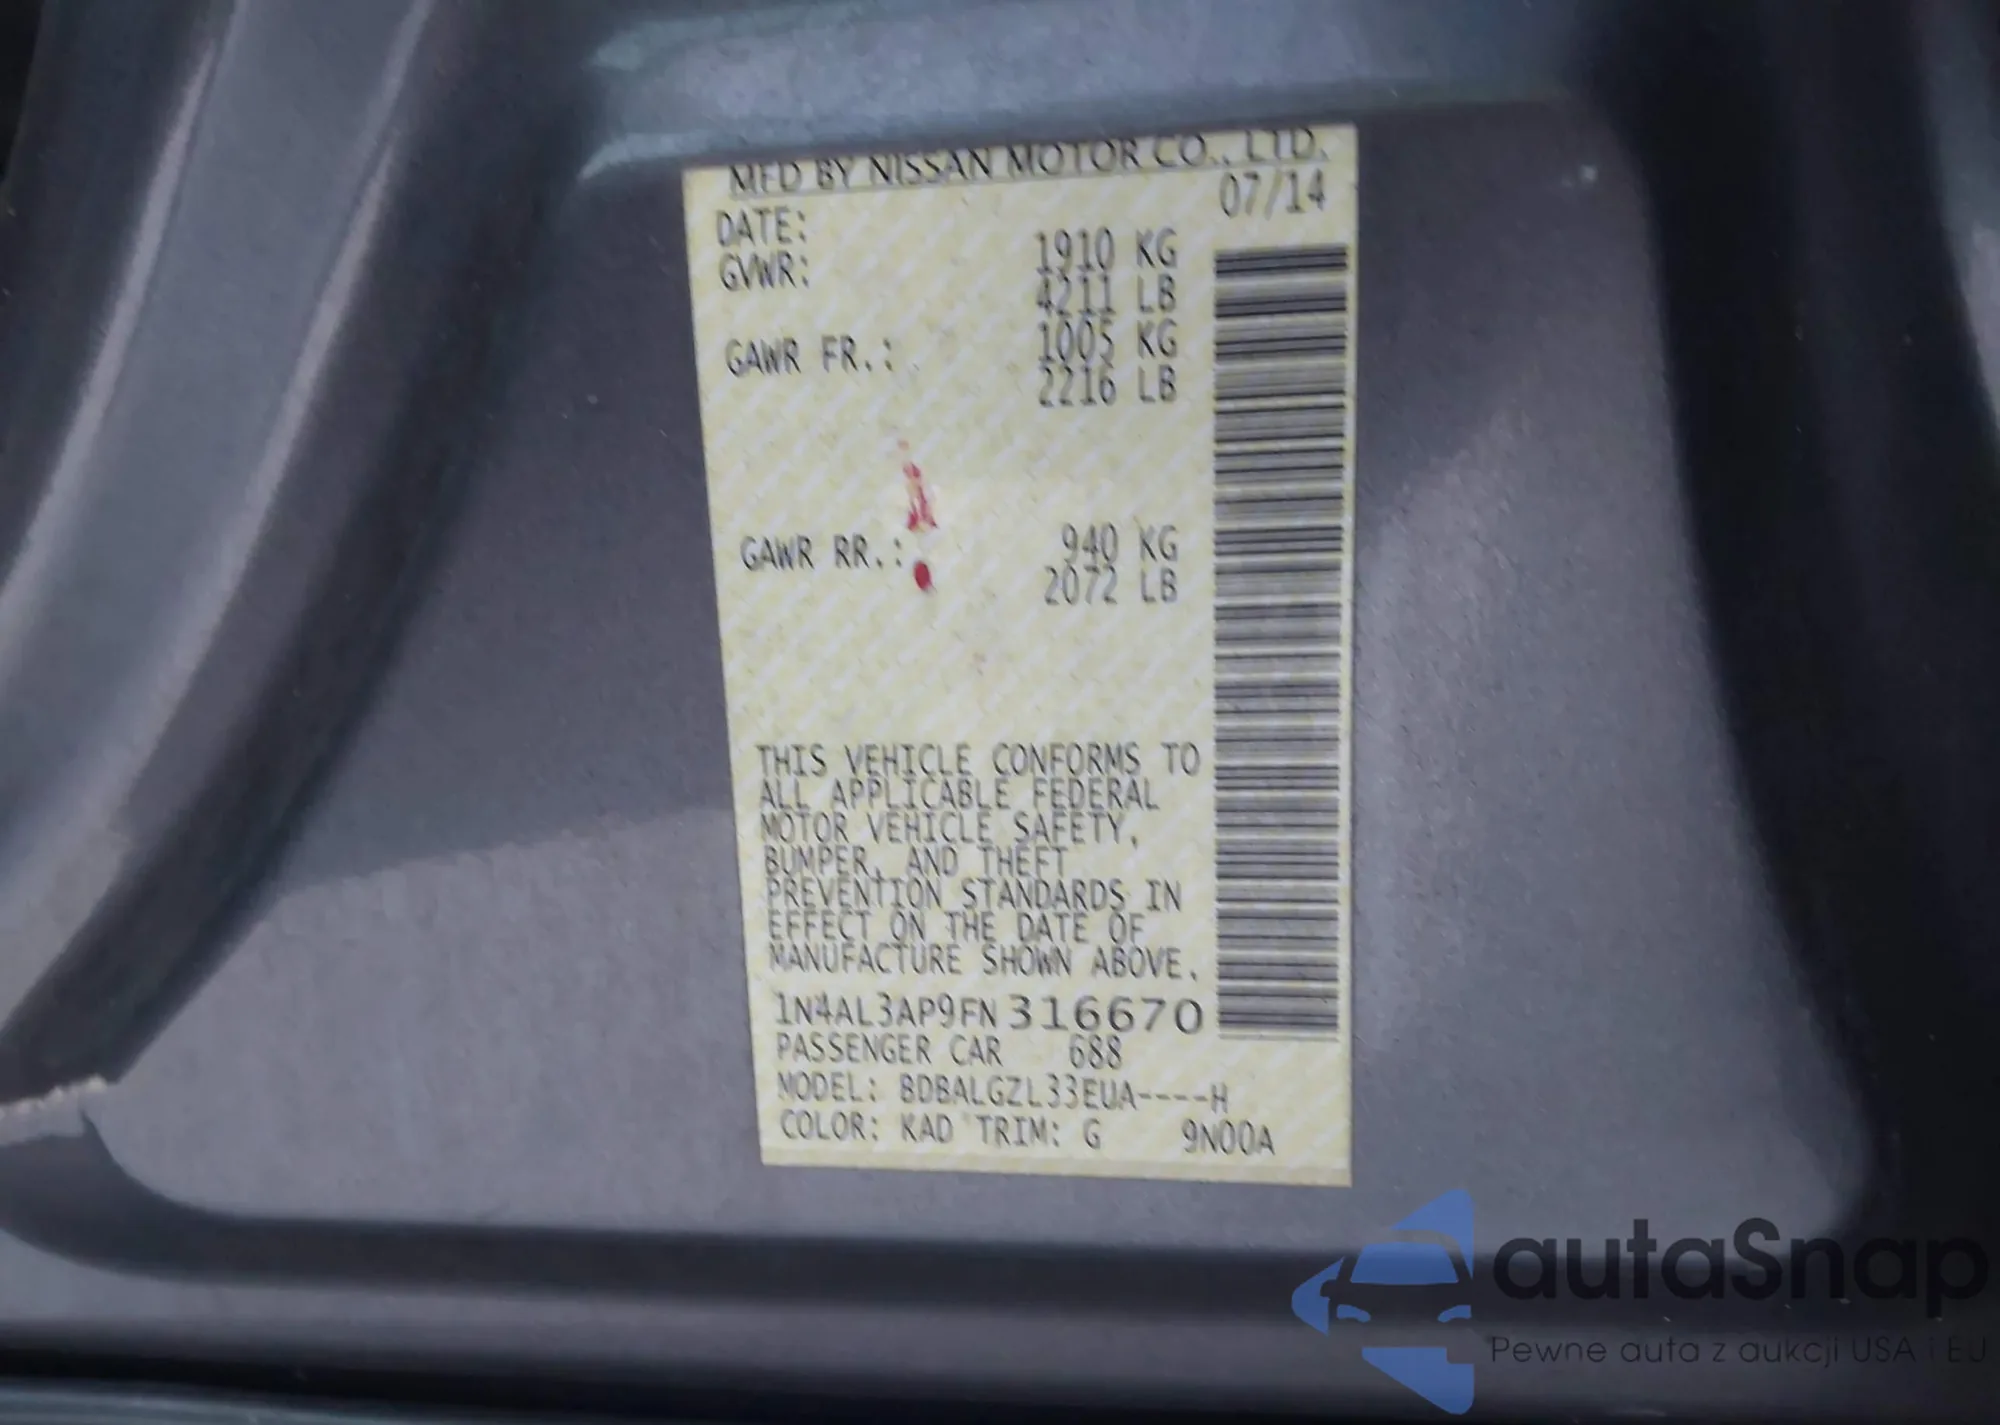 MFD BY NISSAN MOTOR CO., LTD.
DATE: 07/14
GVWR: 1910 KG
4211 LB
GAWR FR.: 1005 KG
2216 LB
GAWR RR.: 940 KG
2072 LB
THIS VEHICLE CONFORMS TO
ALL APPLICABLE FEDERAL
MOTOR VEHICLE SAFETY,
BUMPER, AND THEFT
PREVENTION STANDARDS IN
EFFECT ON THE DATE OF
MANUFACTURE SHOWN ABOVE.
1N4AL3AP9FN316670
PASSENGER CAR 688
MODEL: BDBALGZL33EUA----H
COLOR: KAD TRIM: G 9N00A
autaSnap
Pewne auta z aukcji USA i EU